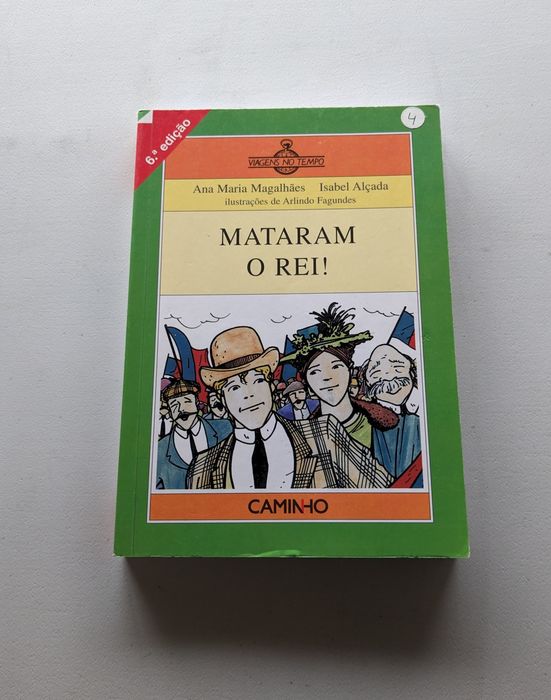 6.ª edição
4
VIAGENS NO TEMPO
Ana Maria Magalhães Isabel Alçada
ilustrações de Arlindo Fagundes
MATARAM
O REI!
CAMINHO